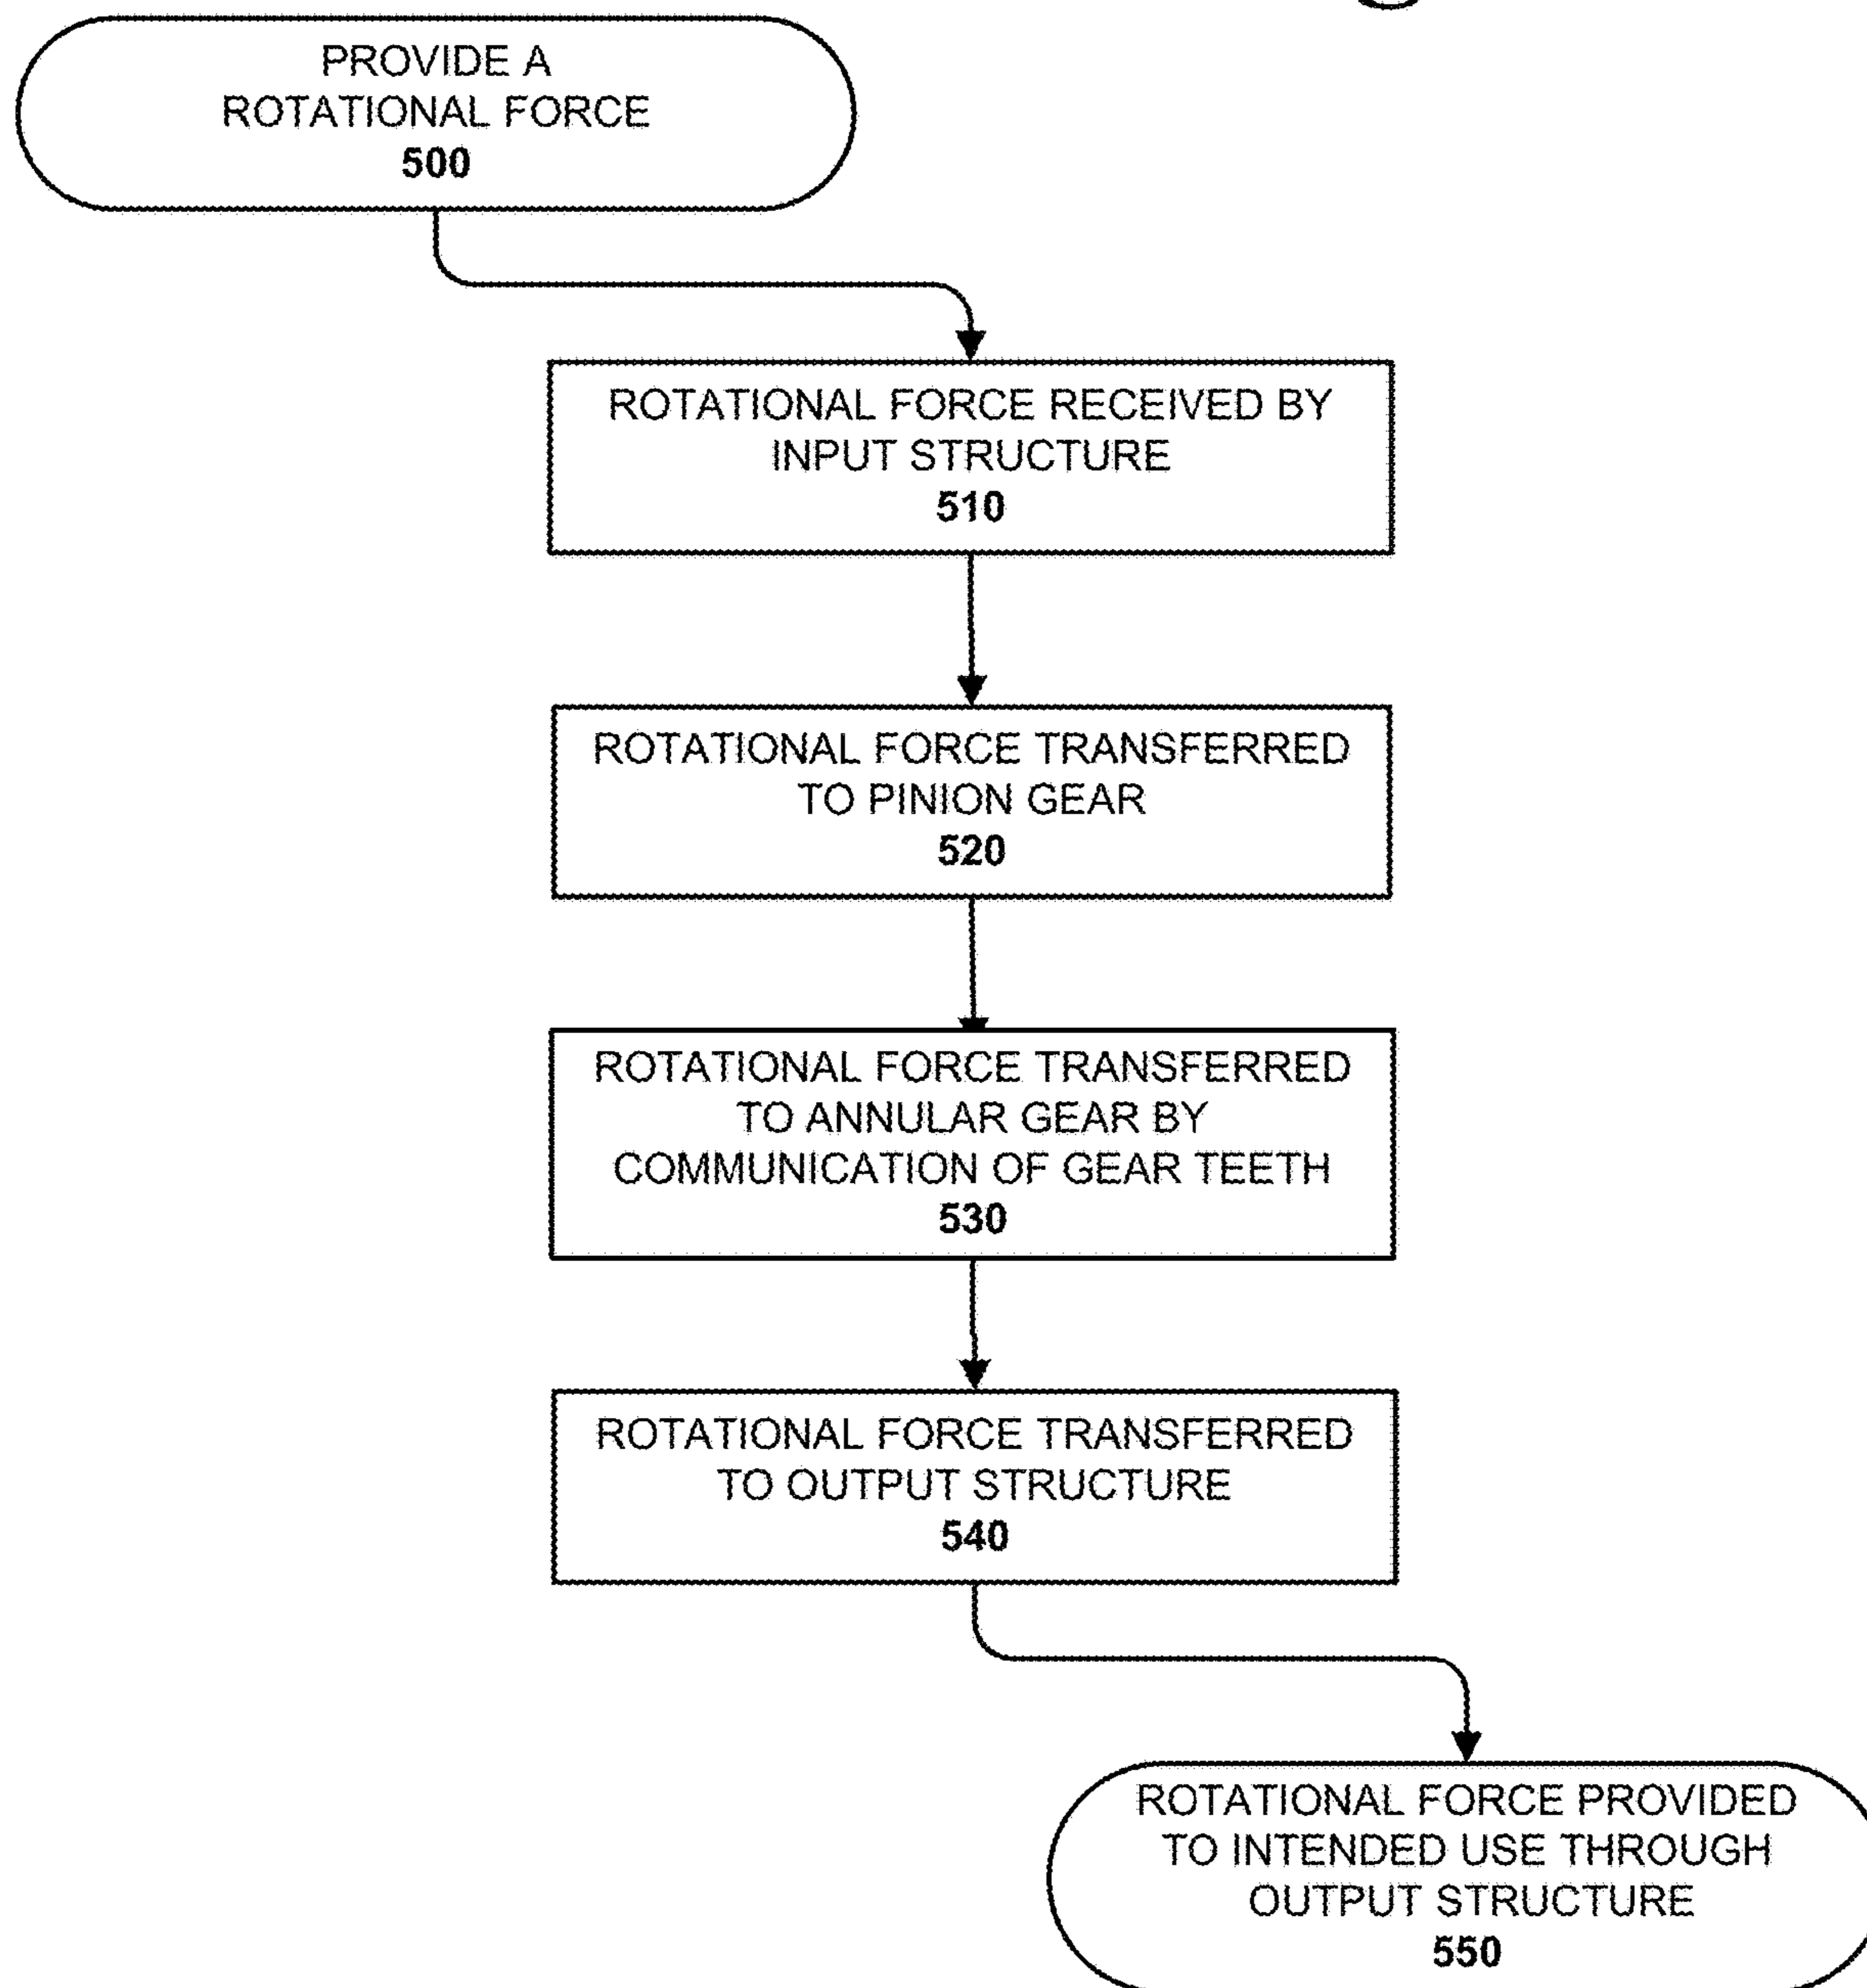 PROVIDE A
ROTATIONAL FORCE
500
ROTATIONAL FORCE RECEIVED BY
INPUT STRUCTURE
510
ROTATIONAL FORCE TRANSFERRED
TO PINION GEAR
520
ROTATIONAL FORCE TRANSFERRED
TO ANNULAR GEAR BY
COMMUNICATION OF GEAR TEETH
530
ROTATIONAL FORCE TRANSFERRED
TO OUTPUT STRUCTURE
540
ROTATIONAL FORCE PROVIDED
TO INTENDED USE THROUGH
OUTPUT STRUCTURE
550